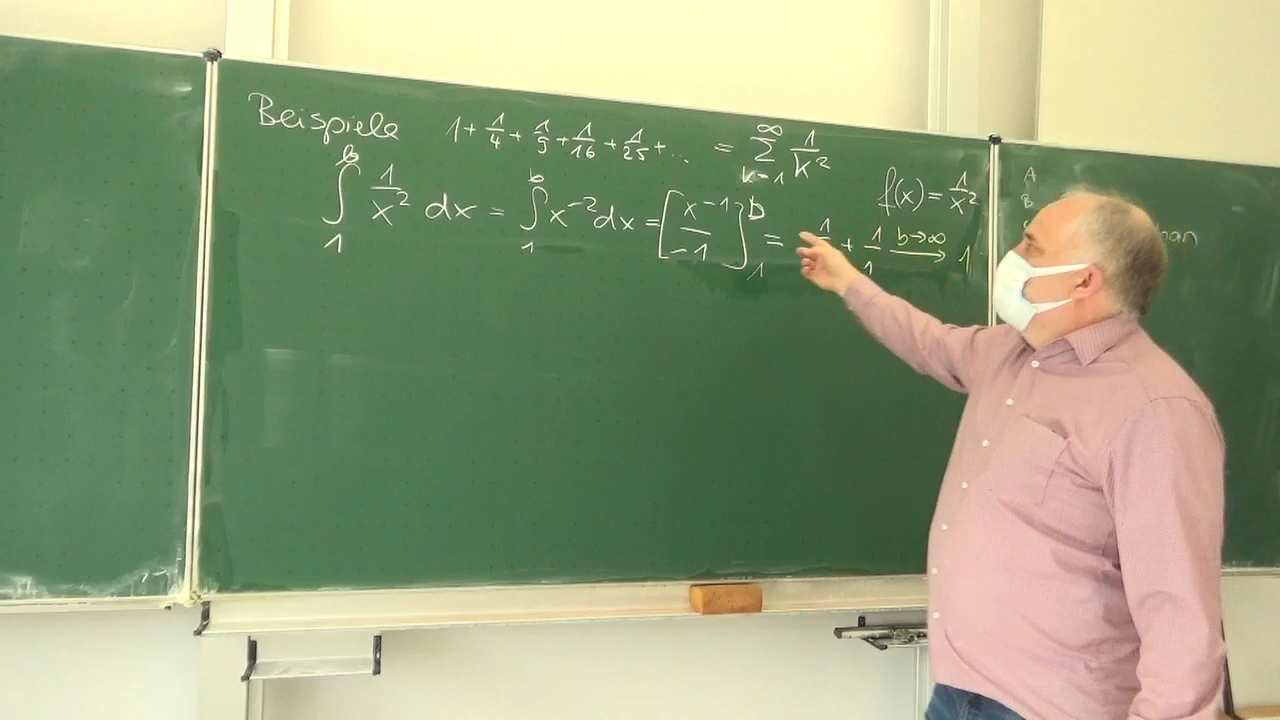 Beispiele 1 + 1/4 + 1/9 + 1/16 + 1/25 + ... = ∑_{k=1}^{∞} 1/k²
f(x) = 1/x²
∫_1^b 1/x² dx = ∫_1^b x⁻² dx = [x⁻¹/-1]_1^b = 1 + 1/1 b→∞ 1
A
B